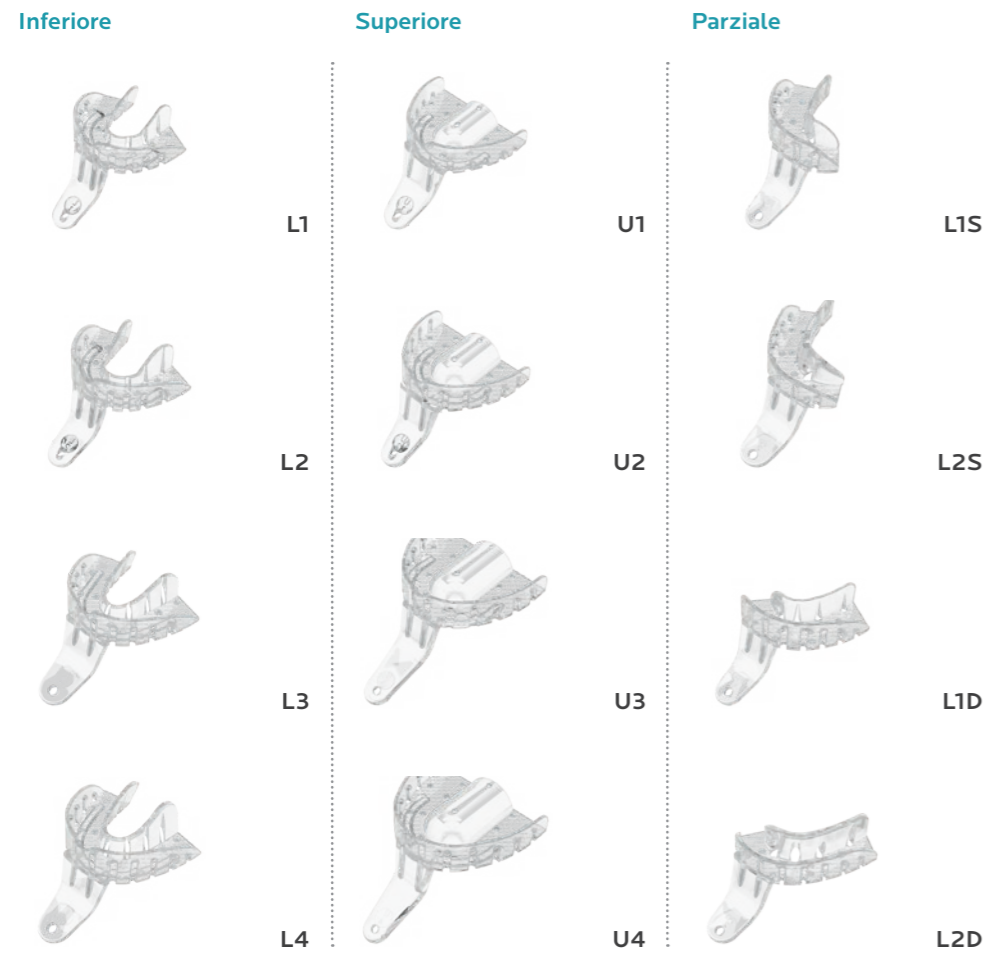 Inferiore
Superiore
Parziale
L1
U1
L1S
L2
U2
L2S
L3
U3
L1D
L4
U4
L2D